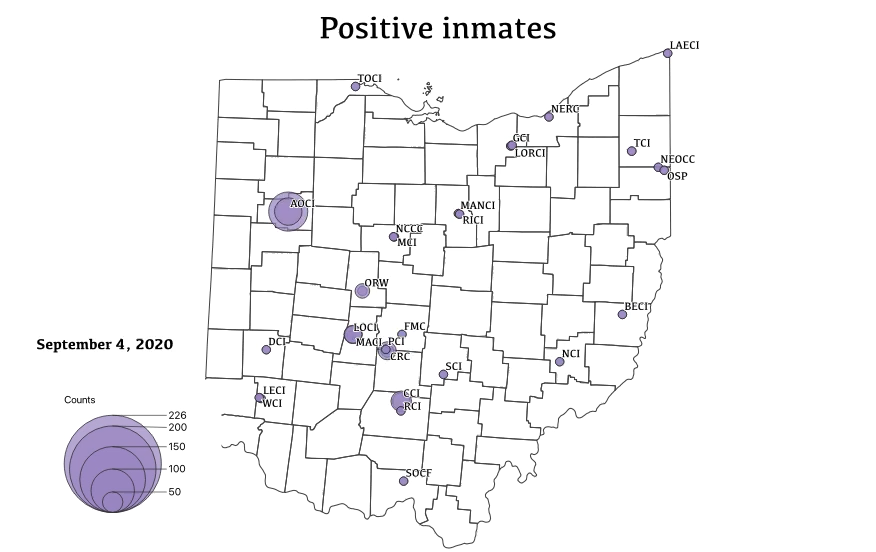 Positive inmates
LAECI
TOCI
NERC
GCI
LORCI
TCI
NEOCC
OSP
AOCI
MANCI
RICI
NCCC
MCI
ORW
BECI
LOCI
FMC
September 4, 2020
DCI
MACI
PCI
CRC
NCI
SCI
LECI
WCI
CCI
RCI
Counts
226
200
150
100
50
SOCF